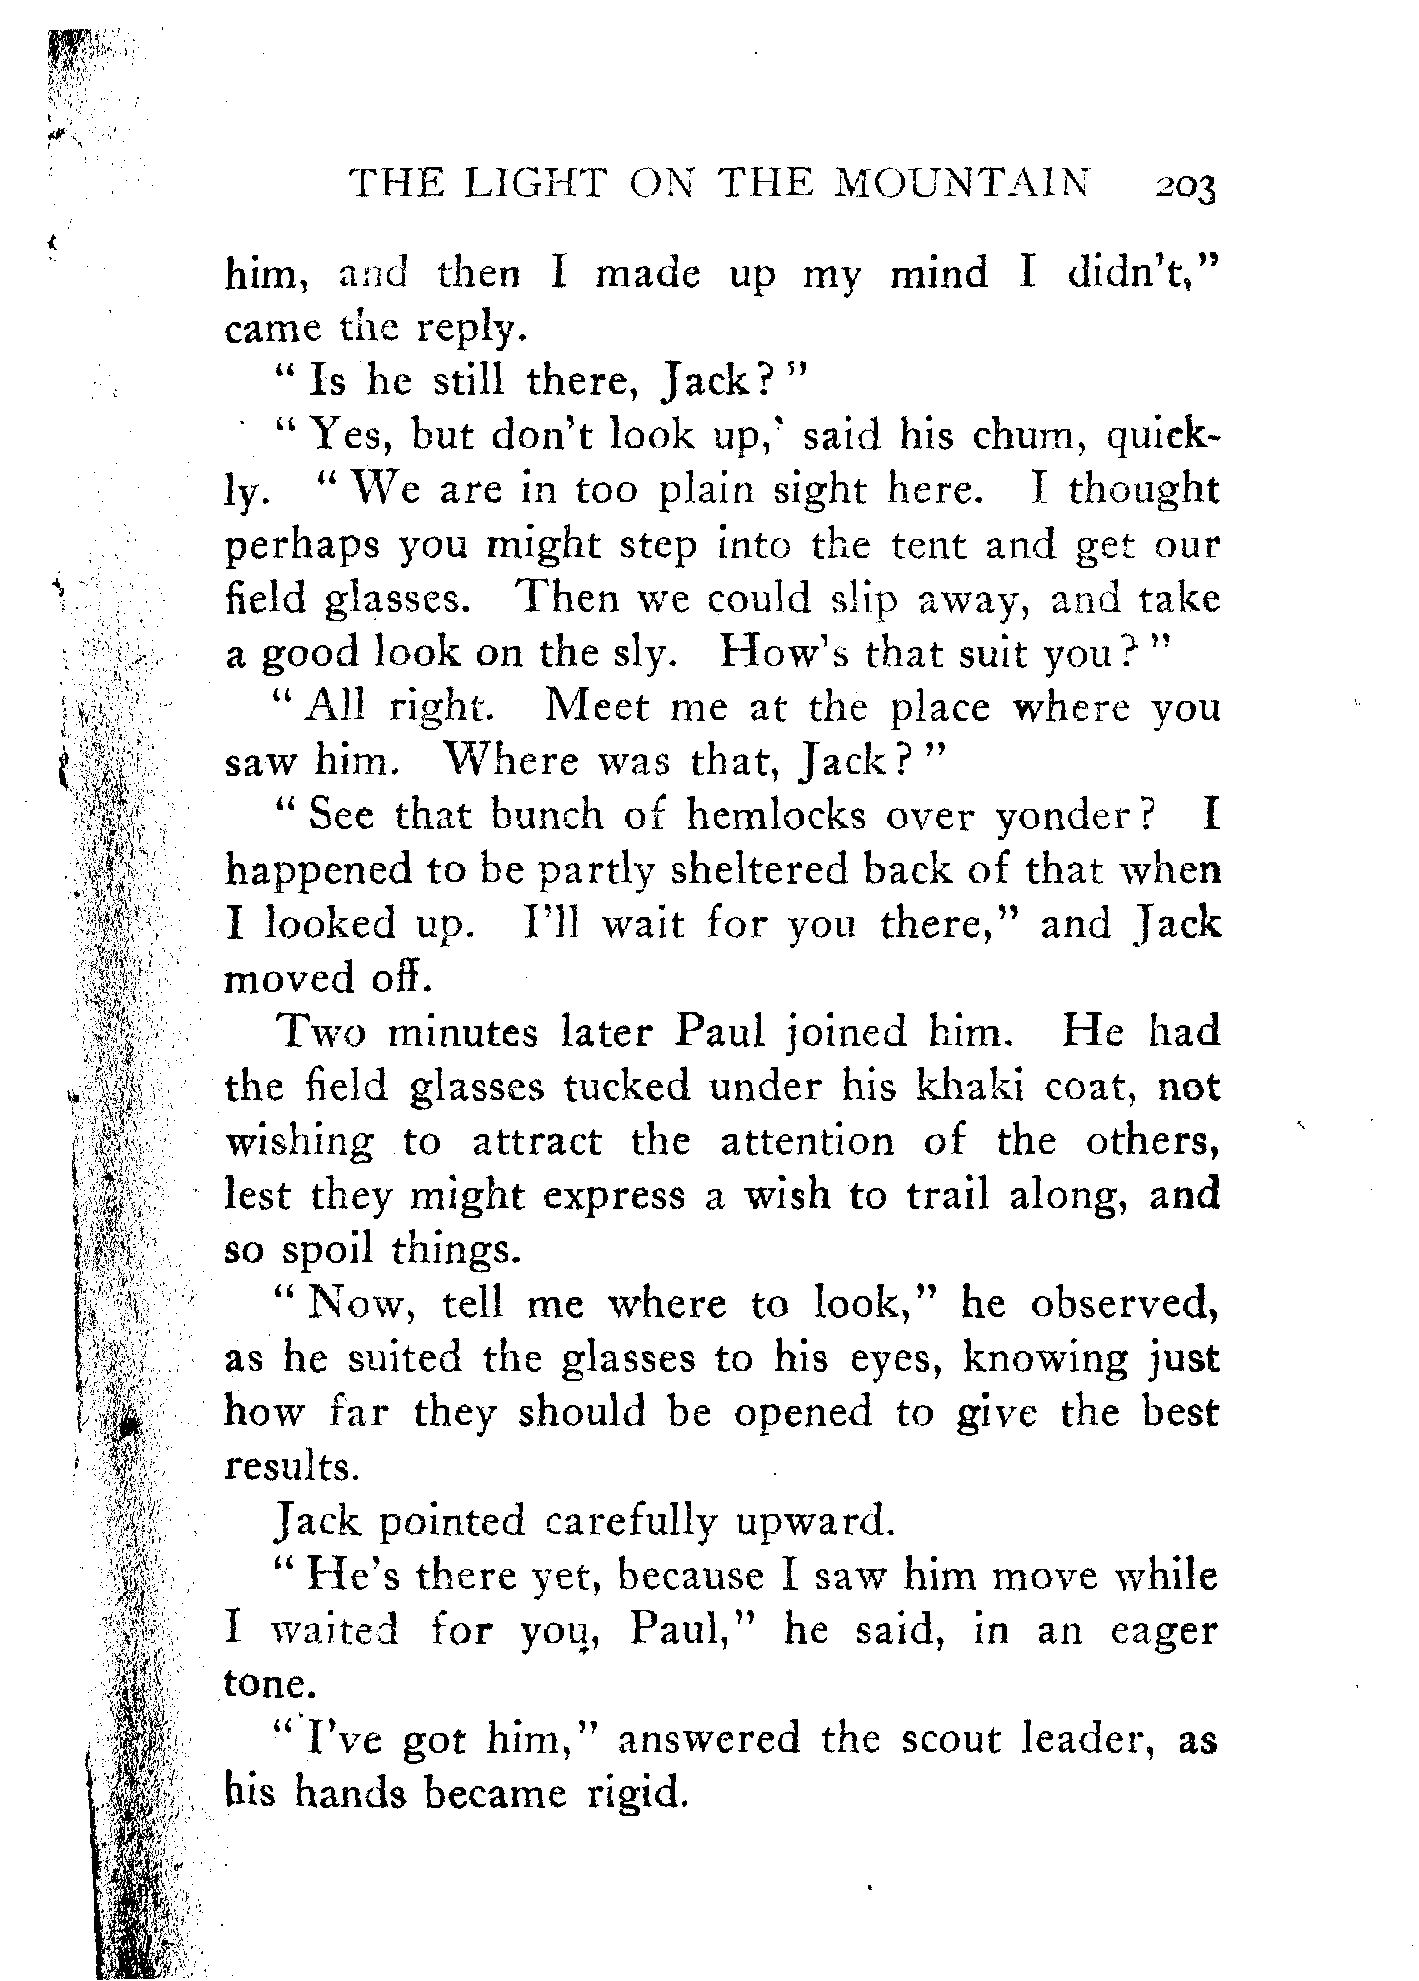 THE LIGHT ON THE MOUNTAIN 203
him, and then I made up my mind I didn't,"
came the reply.
" Is he still there, Jack? "
" Yes, but don't look up,' said his chum, quick-
ly. " We are in too plain sight here. I thought
perhaps you might step into the tent and get our
field glasses. Then we could slip away, and take
a good look on the sly. How's that suit you? "
" All right. Meet me at the place where you
saw him. Where was that, Jack? "
" See that bunch of hemlocks over yonder? I
happened to be partly sheltered back of that when
I looked up. I'll wait for you there," and Jack
moved off.
Two minutes later Paul joined him. He had
the field glasses tucked under his khaki coat, not
wishing to attract the attention of the others,
lest they might express a wish to trail along, and
so spoil things.
" Now, tell me where to look," he observed,
as he suited the glasses to his eyes, knowing just
how far they should be opened to give the best
results.
Jack pointed carefully upward.
" He's there yet, because I saw him move while
I waited for you, Paul," he said, in an eager
tone.
" I've got him," answered the scout leader, as
his hands became rigid.